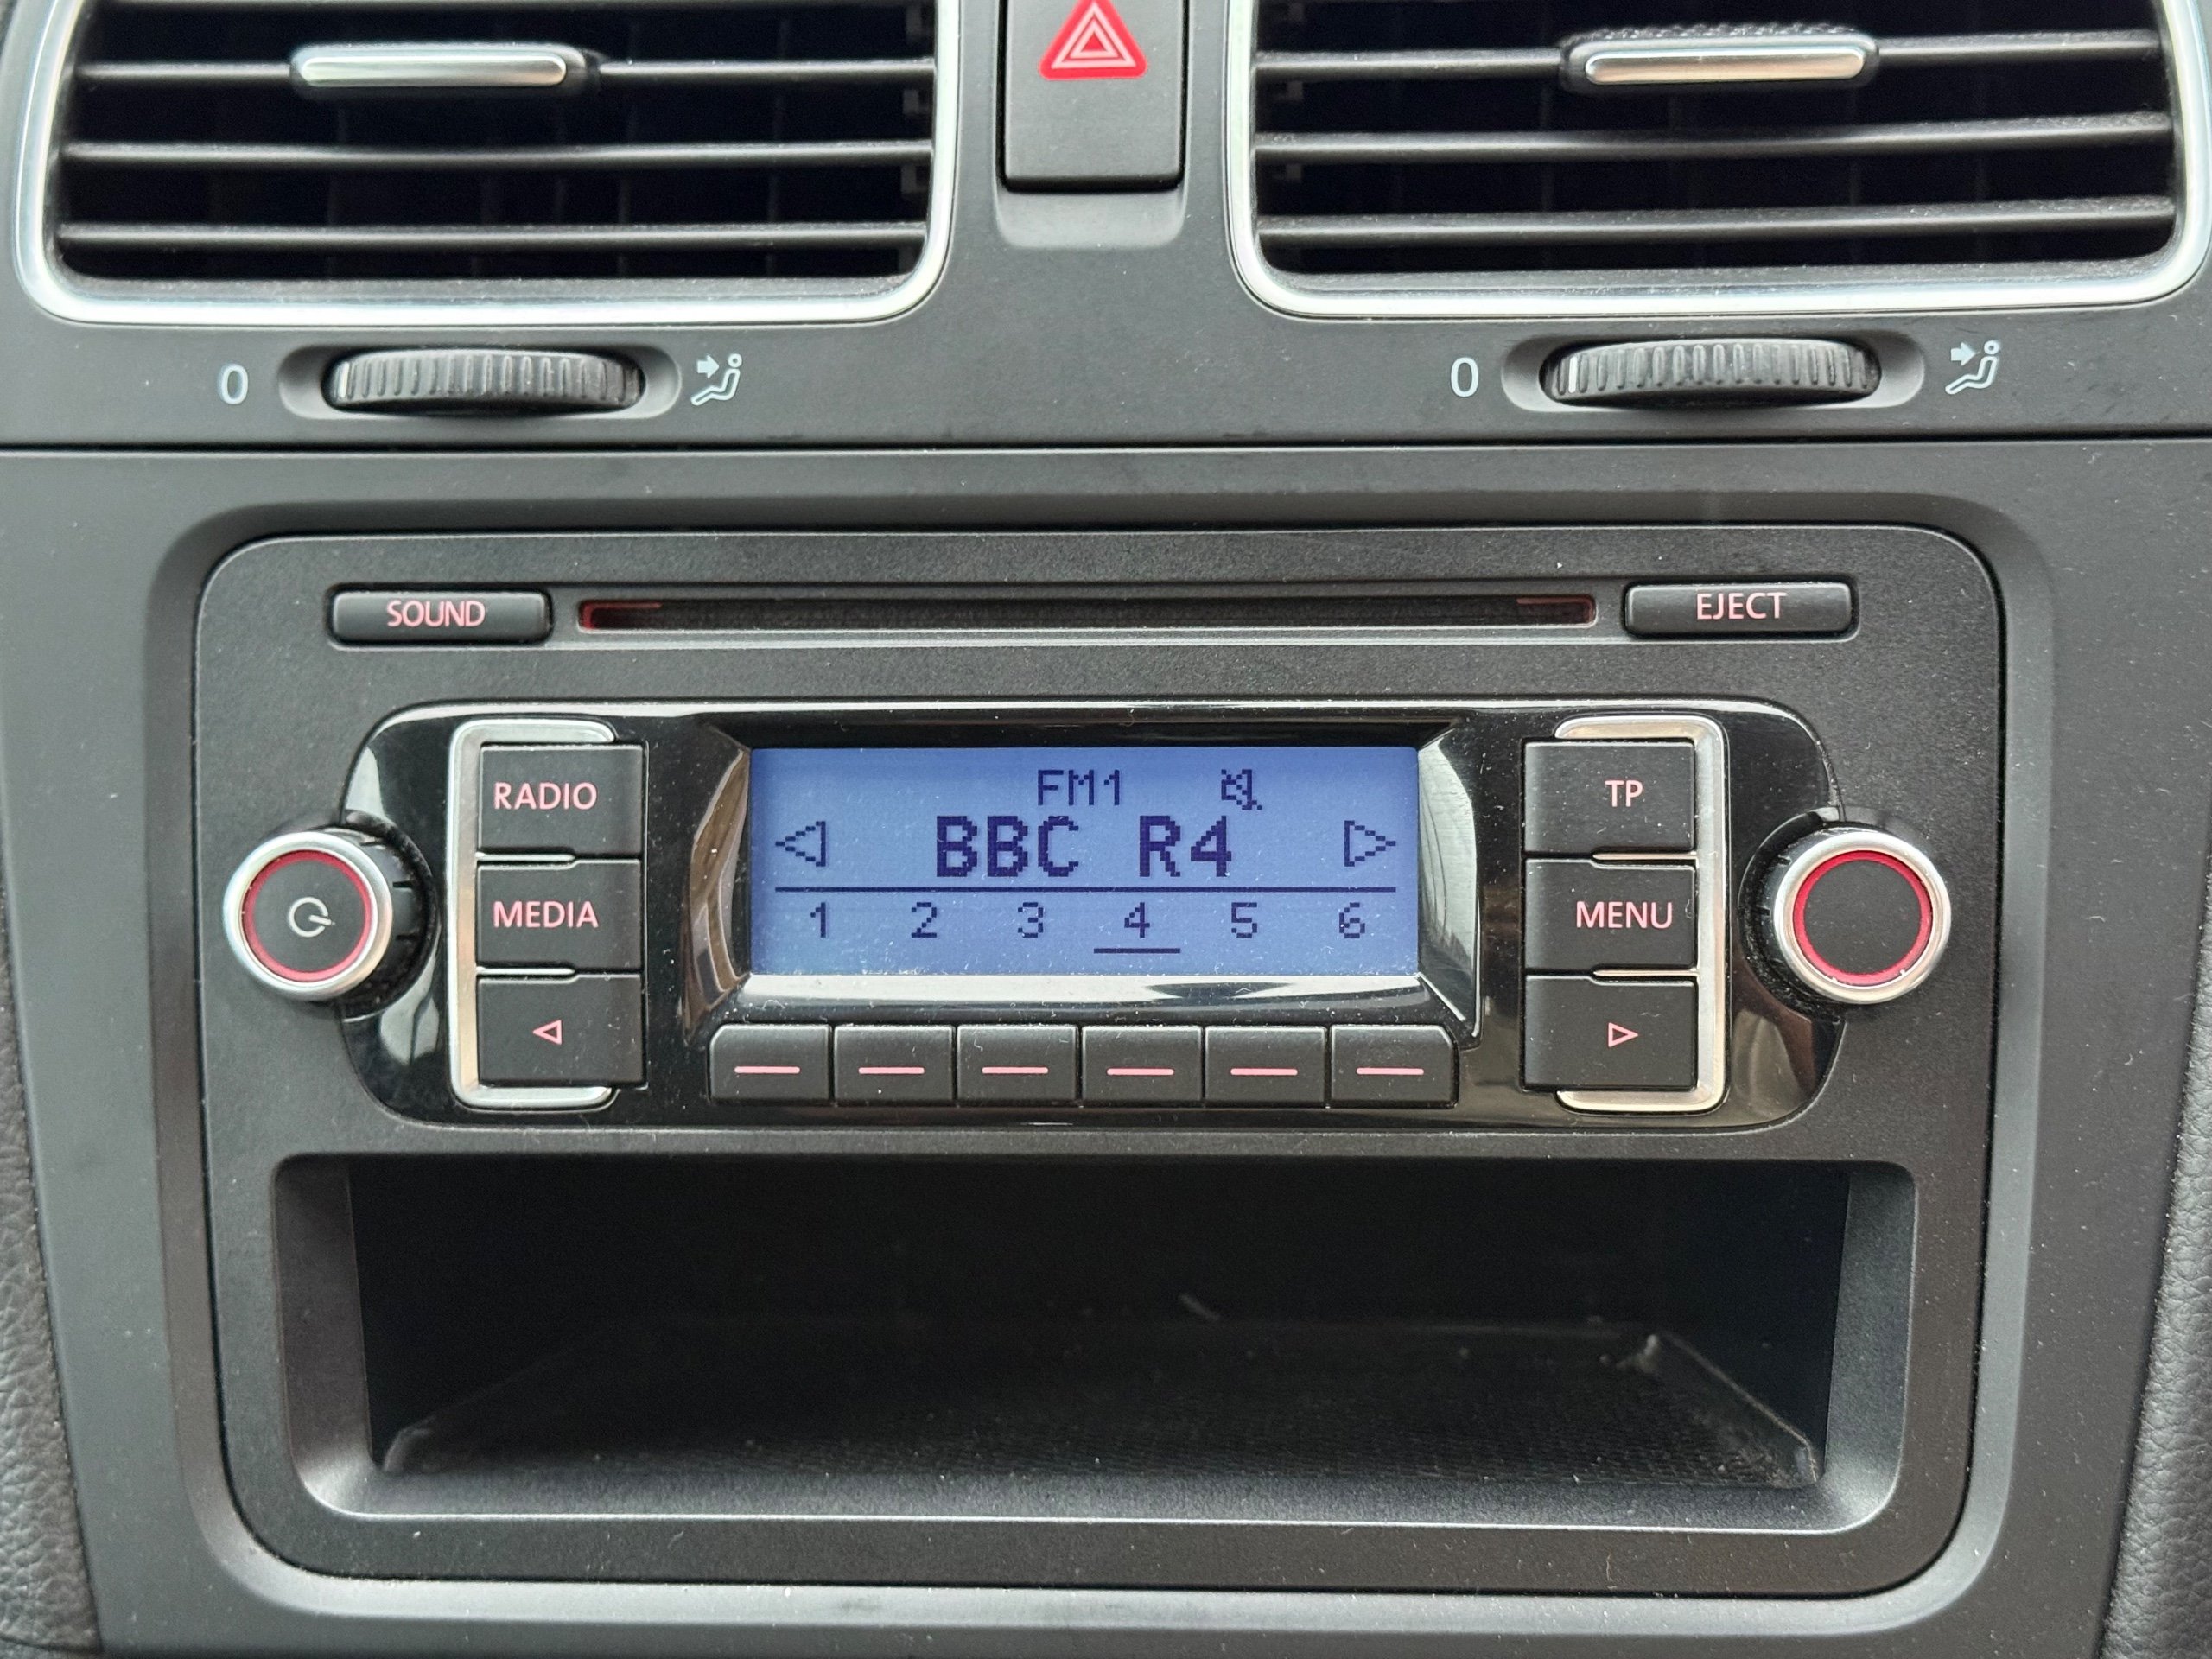 0 0
SOUND EJECT
RADIO FM1 TP
BBC R4
MEDIA 1 2 3 4 5 6 MENU